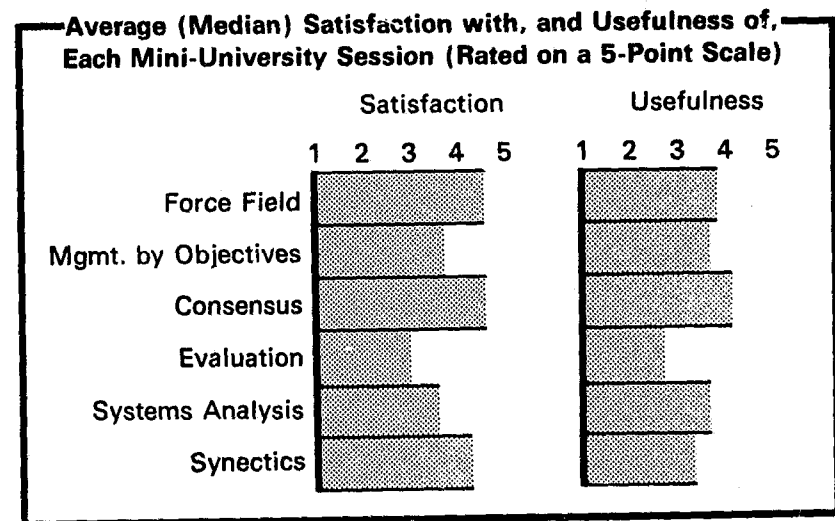 Average (Median) Satisfaction with, and Usefulness of,
Each Mini-University Session (Rated on a 5-Point Scale)
Satisfaction Usefulness
1 2 3 4 5 1 2 3 4 5
Force Field
Mgmt. by Objectives
Consensus
Evaluation
Systems Analysis
Synectics